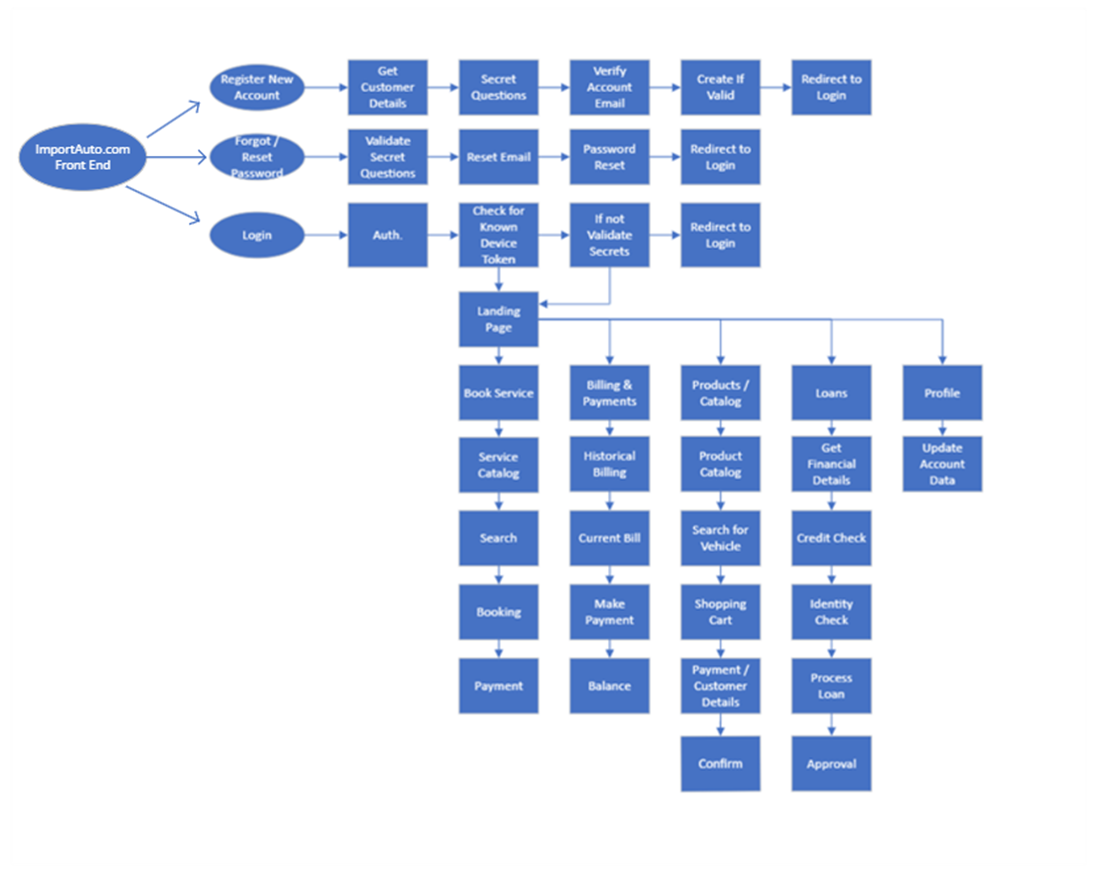 Register New
Account
Get
Customer
Details
Secret
Questions
Verify
Account
Email
Create If
Valid
Redirect to
Login
ImportAuto.com
Front End
Forgot /
Reset
Password
Validate
Secret
Questions
Reset Email
Password
Reset
Redirect to
Login
Login
Auth.
Check for
Known
Device
Token
If not
Validate
Secrets
Redirect to
Login
Landing
Page
Book Service
Billing &
Payments
Products /
Catalog
Loans
Profile
Service
Catalog
Historical
Billing
Product
Catalog
Get
Financial
Details
Update
Account
Data
Search
Current Bill
Search for
Vehicle
Credit Check
Booking
Make
Payment
Shopping
Cart
Identity
Check
Payment
Balance
Payment /
Customer
Details
Process
Loan
Confirm
Approval